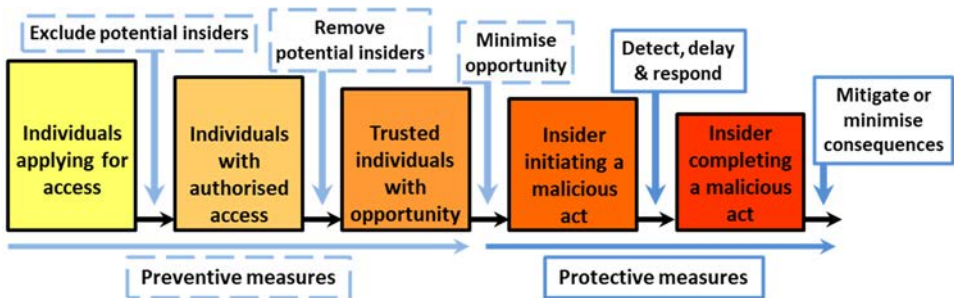 Exclude potential insiders
Remove
potential insiders
Minimise
opportunity
Detect, delay
& respond
Mitigate or
minimise
consequences
Individuals
applying for
access
Individuals
with
authorised
access
Trusted
individuals
with
opportunity
Insider
initiating a
malicious
act
Insider
completing
a malicious
act
Preventive measures
Protective measures